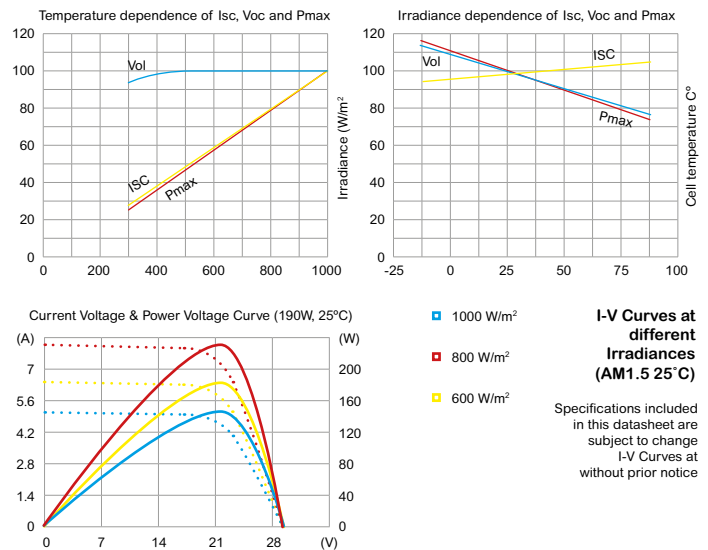 Temperature dependence of Isc, Voc and Pmax
120
100
80
60
40
20
0
0 200 400 600 800 1000
Vol
ISC
Pmax
Irradiance (W/m²
Irradiance dependence of Isc, Voc and Pmax
120
100
80
60
40
20
0
-25 0 25 50 75 100
Vol
ISC
Pmax
Cell temperature C°
Current Voltage & Power Voltage Curve (190W, 25ºC)
(A)
7
5,6
4,2
2.8
1.4
0
(W)
200
160
120
80
40
0
0 7 14 21 28 (V)
1000 W/m²
800 W/m²
600 W/m²
I-V Curves at
different
Irradiances
(AM1.5 25˚C)
Specifications included
in this datasheet are
subject to change
I-V Curves at
without prior notice